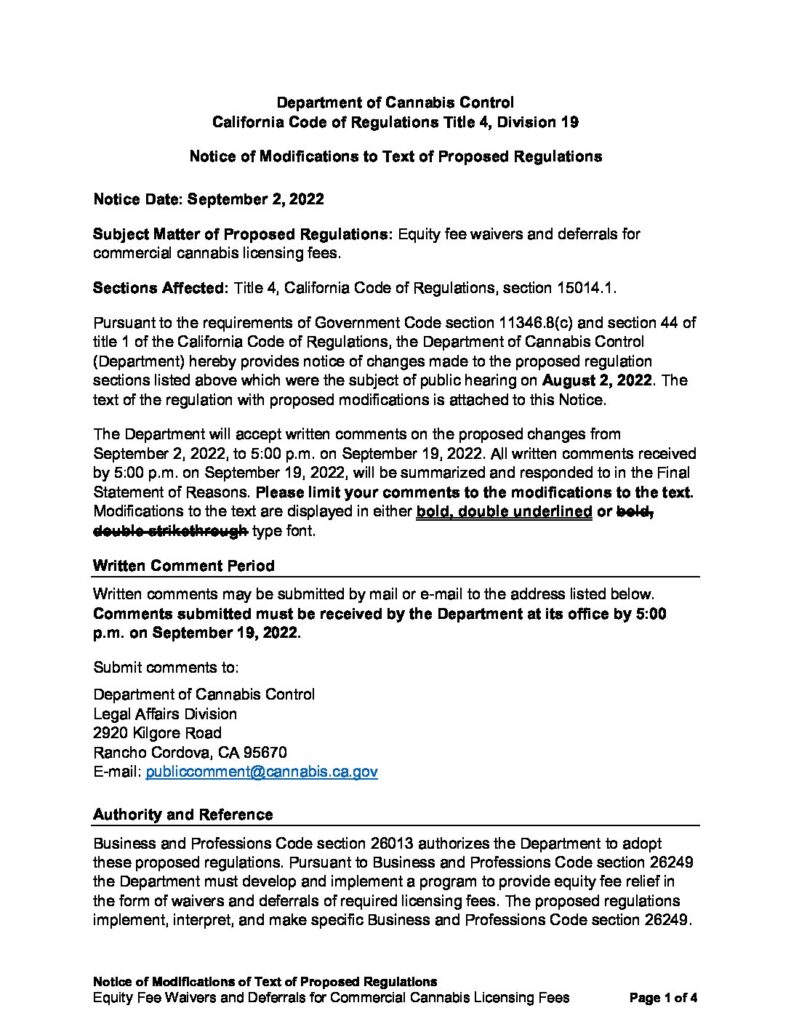 Department of Cannabis Control
California Code of Regulations Title 4, Division 19
Notice of Modifications to Text of Proposed Regulations
Notice Date: September 2, 2022
Subject Matter of Proposed Regulations: Equity fee waivers and deferrals for
commercial cannabis licensing fees.
Sections Affected: Title 4, California Code of Regulations, section 15014.1.
Pursuant to the requirements of Government Code section 11346.8(c) and section 44 of
title 1 of the California Code of Regulations, the Department of Cannabis Control
(Department) hereby provides notice of changes made to the proposed regulation
sections listed above which were the subject of public hearing on August 2, 2022. The
text of the regulation with proposed modifications is attached to this Notice.
The Department will accept written comments on the proposed changes from
September 2, 2022, to 5:00 p.m. on September 19, 2022. All written comments received
by 5:00 p.m. on September 19, 2022, will be summarized and responded to in the Final
Statement of Reasons. Please limit your comments to the modifications to the text.
Modifications to the text are displayed in either bold, double underlined or bold,
double strikethrough type font.
Written Comment Period
Written comments may be submitted by mail or e-mail to the address listed below.
Comments submitted must be received by the Department at its office by 5:00
p.m. on September 19, 2022.
Submit comments to:
Department of Cannabis Control
Legal Affairs Division
2920 Kilgore Road
Rancho Cordova, CA 95670
E-mail: publiccomment@cannabis.ca.gov
Authority and Reference
Business and Professions Code section 26013 authorizes the Department to adopt
these proposed regulations. Pursuant to Business and Professions Code section 26249
the Department must develop and implement a program to provide equity fee relief in
the form of waivers and deferrals of required licensing fees. The proposed regulations
implement, interpret, and make specific Business and Professions Code section 26249.
Notice of Modifications of Text of Proposed Regulations
Equity Fee Waivers and Deferrals for Commercial Cannabis Licensing Fees Page 1 of 4